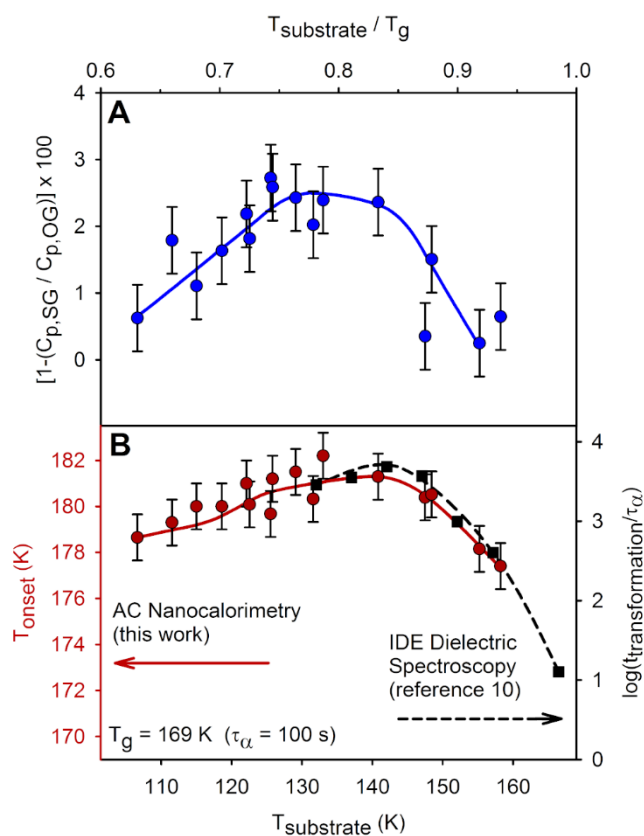 T_substrate / T_g
0.6 0.7 0.8 0.9 1.0
A
[1-(C_p,SG / C_p,OG)] x 100
4
3
2
1
0
B
T_onset (K)
182
180
178
176
174
172
170
log(t_transformation/τ_α)
4
3
2
1
0
AC Nanocalorimetry
(this work)
IDE Dielectric
Spectroscopy
(reference 10)
T_g = 169 K (τ_α = 100 s)
110 120 130 140 150 160
T_substrate (K)